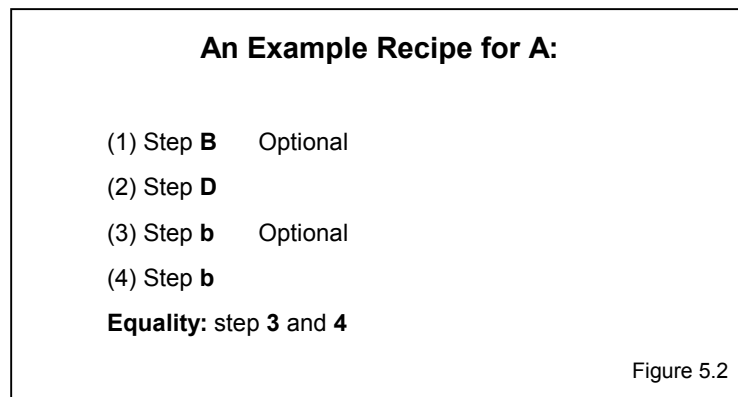 An Example Recipe for A:
(1) Step B Optional
(2) Step D
(3) Step b Optional
(4) Step b
Equality: step 3 and 4
Figure 5.2